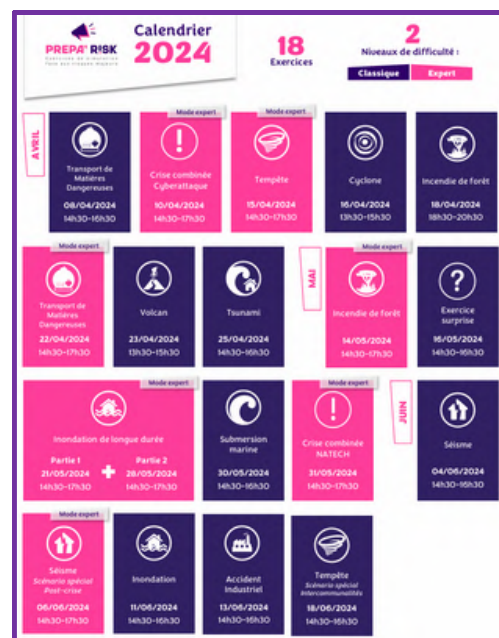 PREPA' RISK
Exercices de simulation
face aux risques majeurs
Calendrier
2024
18
Exercices
2
Niveaux de difficulté :
Classique
Expert
AVRIL
Transport de
Matières
Dangereuses
08/04/2024
14h30-16h30
Mode expert
Crise combinée
Cyberattaque
10/04/2024
14h30-17h30
Mode expert
Tempête
15/04/2024
14h30-17h30
Cyclone
16/04/2024
13h30-15h30
Incendie de forêt
18/04/2024
18h30-20h30
Mode expert
Transport de
Matières
Dangereuses
22/04/2024
14h30-17h30
Volcan
23/04/2024
13h30-15h30
Tsunami
25/04/2024
14h30-16h30
MAI
Mode expert
Incendie de forêt
14/05/2024
14h30-17h30
Exercice
surprise
16/05/2024
14h30-16h30
Mode expert
Inondation de longue durée
Partie 1
21/05/2024
14h30-17h30
+
Partie 2
28/05/2024
14h30-17h30
Submersion
marine
30/05/2024
14h30-16h30
Mode expert
Crise combinée
NATECH
31/05/2024
14h30-17h30
JUIN
Séisme
04/06/2024
14h30-16h30
Mode expert
Séisme
Scénario spécial
Post-crise
06/06/2024
14h30-17h30
Inondation
11/06/2024
14h30-16h30
Accident
Industriel
13/06/2024
14h30-16h30
Tempête
Scénario spécial
Intercommunalités
18/06/2024
14h30-16h30